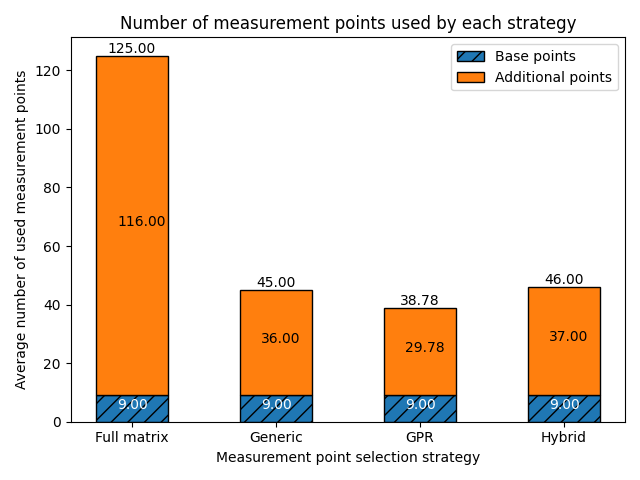 Number of measurement points used by each strategy
Average number of used measurement points
120
100
80
60
40
20
0
125.00
116.00
9.00
45.00
36.00
9.00
38.78
29.78
9.00
46.00
37.00
9.00
Base points
Additional points
Full matrix
Generic
GPR
Hybrid
Measurement point selection strategy